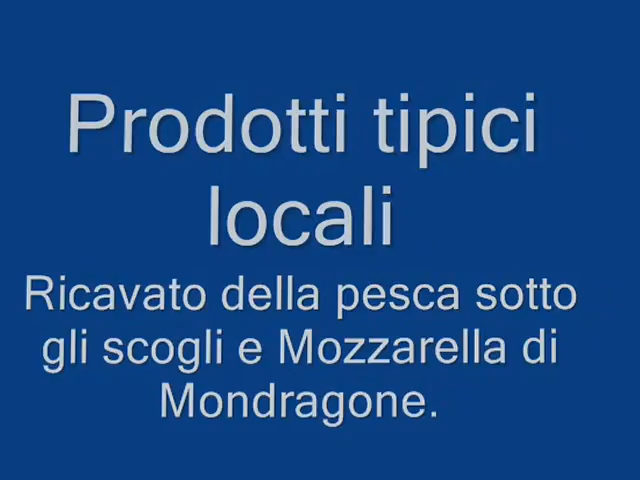 Prodotti tipici
locali
Ricavato della pesca sotto
gli scogli e Mozzarella di
Mondragone.